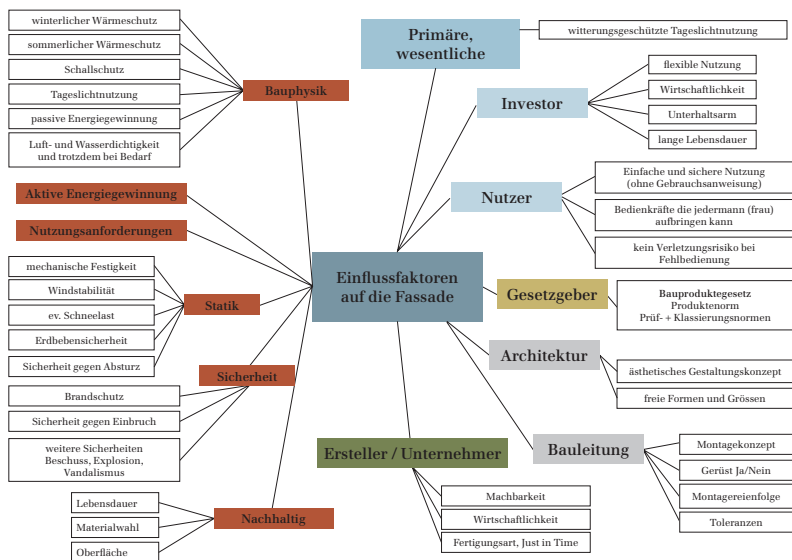 winterlicher Wärmeschutz
sommerlicher Wärmeschutz
Schallschutz
Tageslichtnutzung
passive Energiegewinnung
Luft- und Wasserdichtigkeit
und trotzdem bei Bedarf
Bauphysik
Aktive Energiegewinnung
Nutzungsanforderungen
mechanische Festigkeit
Windstabilität
ev. Schneelast
Erdbebensicherheit
Sicherheit gegen Absturz
Statik
Sicherheit
Brandschutz
Sicherheit gegen Einbruch
weitere Sicherheiten
Beschuss, Explosion,
Vandalismus
Lebensdauer
Materialwahl
Oberfläche
Nachhaltig
Einflussfaktoren
auf die Fassade
Primäre,
wesentliche
witterungsgeschützte Tageslichtnutzung
Investor
flexible Nutzung
Wirtschaftlichkeit
Unterhaltsarm
lange Lebensdauer
Nutzer
Einfache und sichere Nutzung
(ohne Gebrauchsanweisung)
Bedienkräfte die jedermann (frau)
aufbringen kann
kein Verletzungsrisiko bei
Fehlbedienung
Gesetzgeber
Bauproduktegesetz
Produktenorm
Prüf- + Klassierungsnormen
Architektur
ästhetisches Gestaltungskonzept
freie Formen und Grössen
Bauleitung
Montagekonzept
Gerüst Ja/Nein
Montagereienfolge
Toleranzen
Ersteller / Unternehmer
Machbarkeit
Wirtschaftlichkeit
Fertigungsart, Just in Time